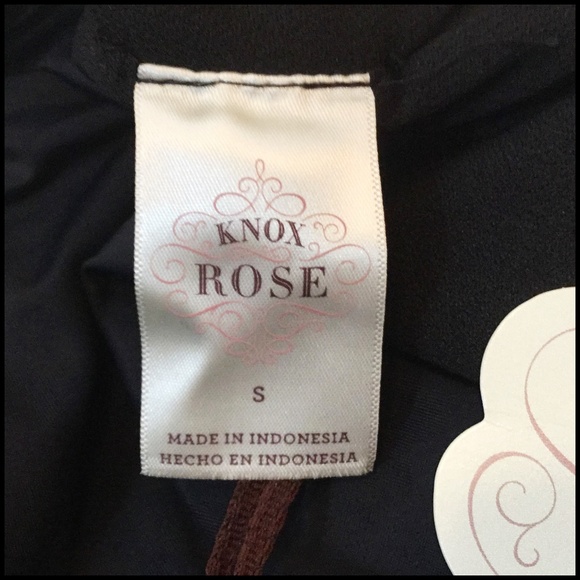 KNOX
ROSE
S
MADE IN INDONESIA
HECHO EN INDONESIA